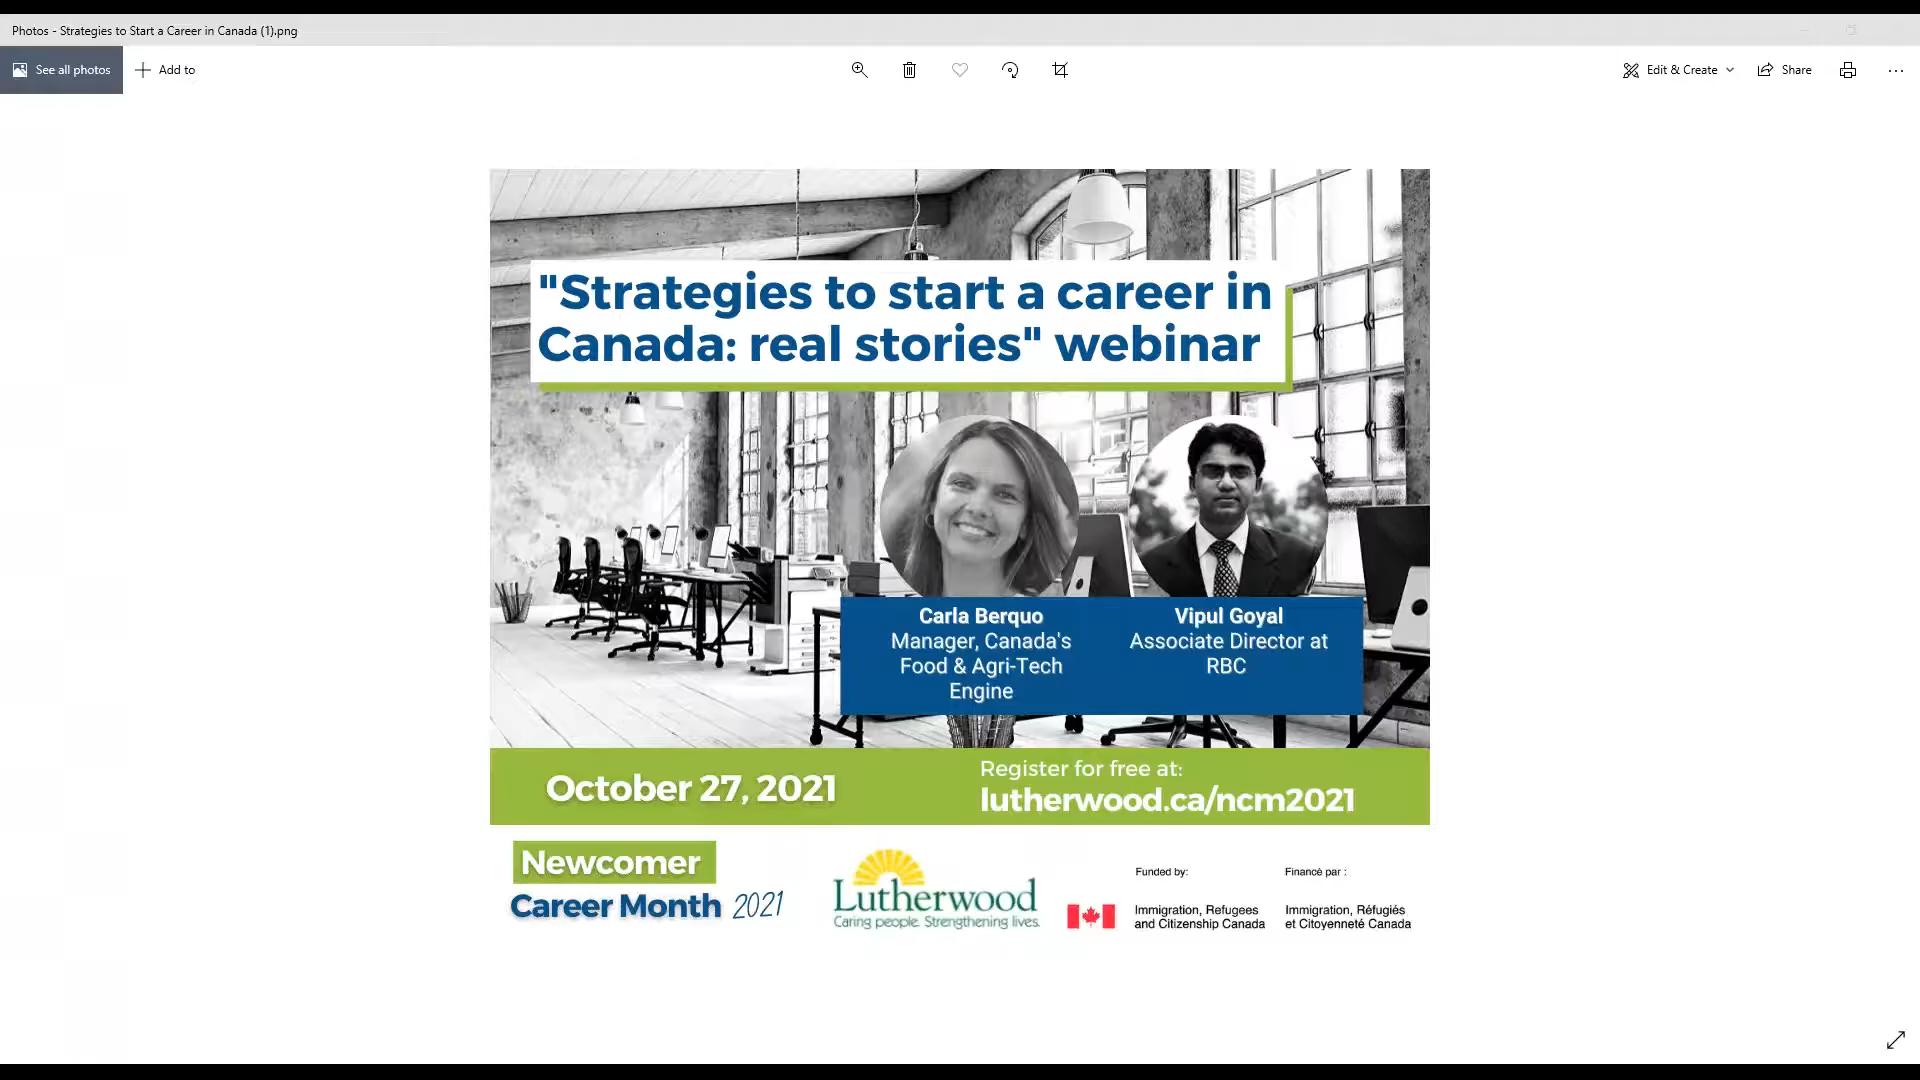 Photos - Strategies to Start a Career in Canada (1).png
See all photos
Add to
Edit & Create
Share
"Strategies to start a career in
Canada: real stories" webinar
Carla Berquo
Manager, Canada's
Food & Agri-Tech
Engine
Vipul Goyal
Associate Director at
RBC
October 27, 2021
Register for free at:
lutherwood.ca/ncm2021
Newcomer
Career Month 2021
Lutherwood
Caring people. Strengthening lives.
Funded by:
Immigration, Refugees
and Citizenship Canada
Financé par :
Immigration, Réfugiés
et Citoyenneté Canada